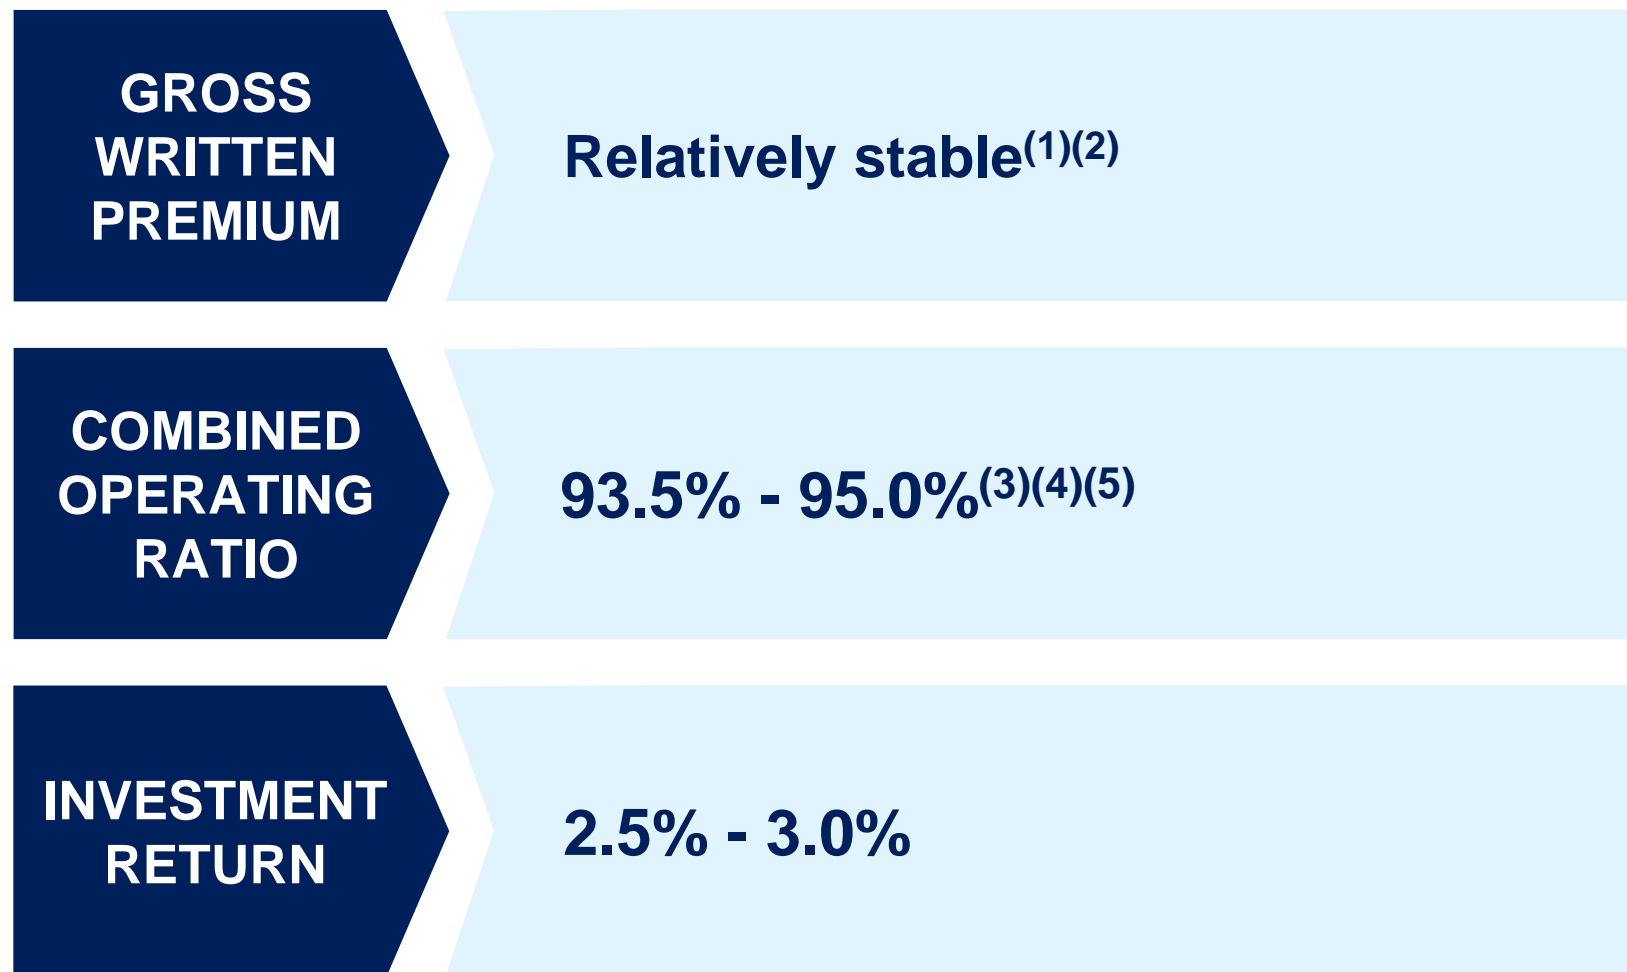 GROSS
WRITTEN
PREMIUM
Relatively stable(1)(2)
COMBINED
OPERATING
RATIO
93.5% - 95.0%(3)(4)(5)
INVESTMENT
RETURN
2.5% - 3.0%